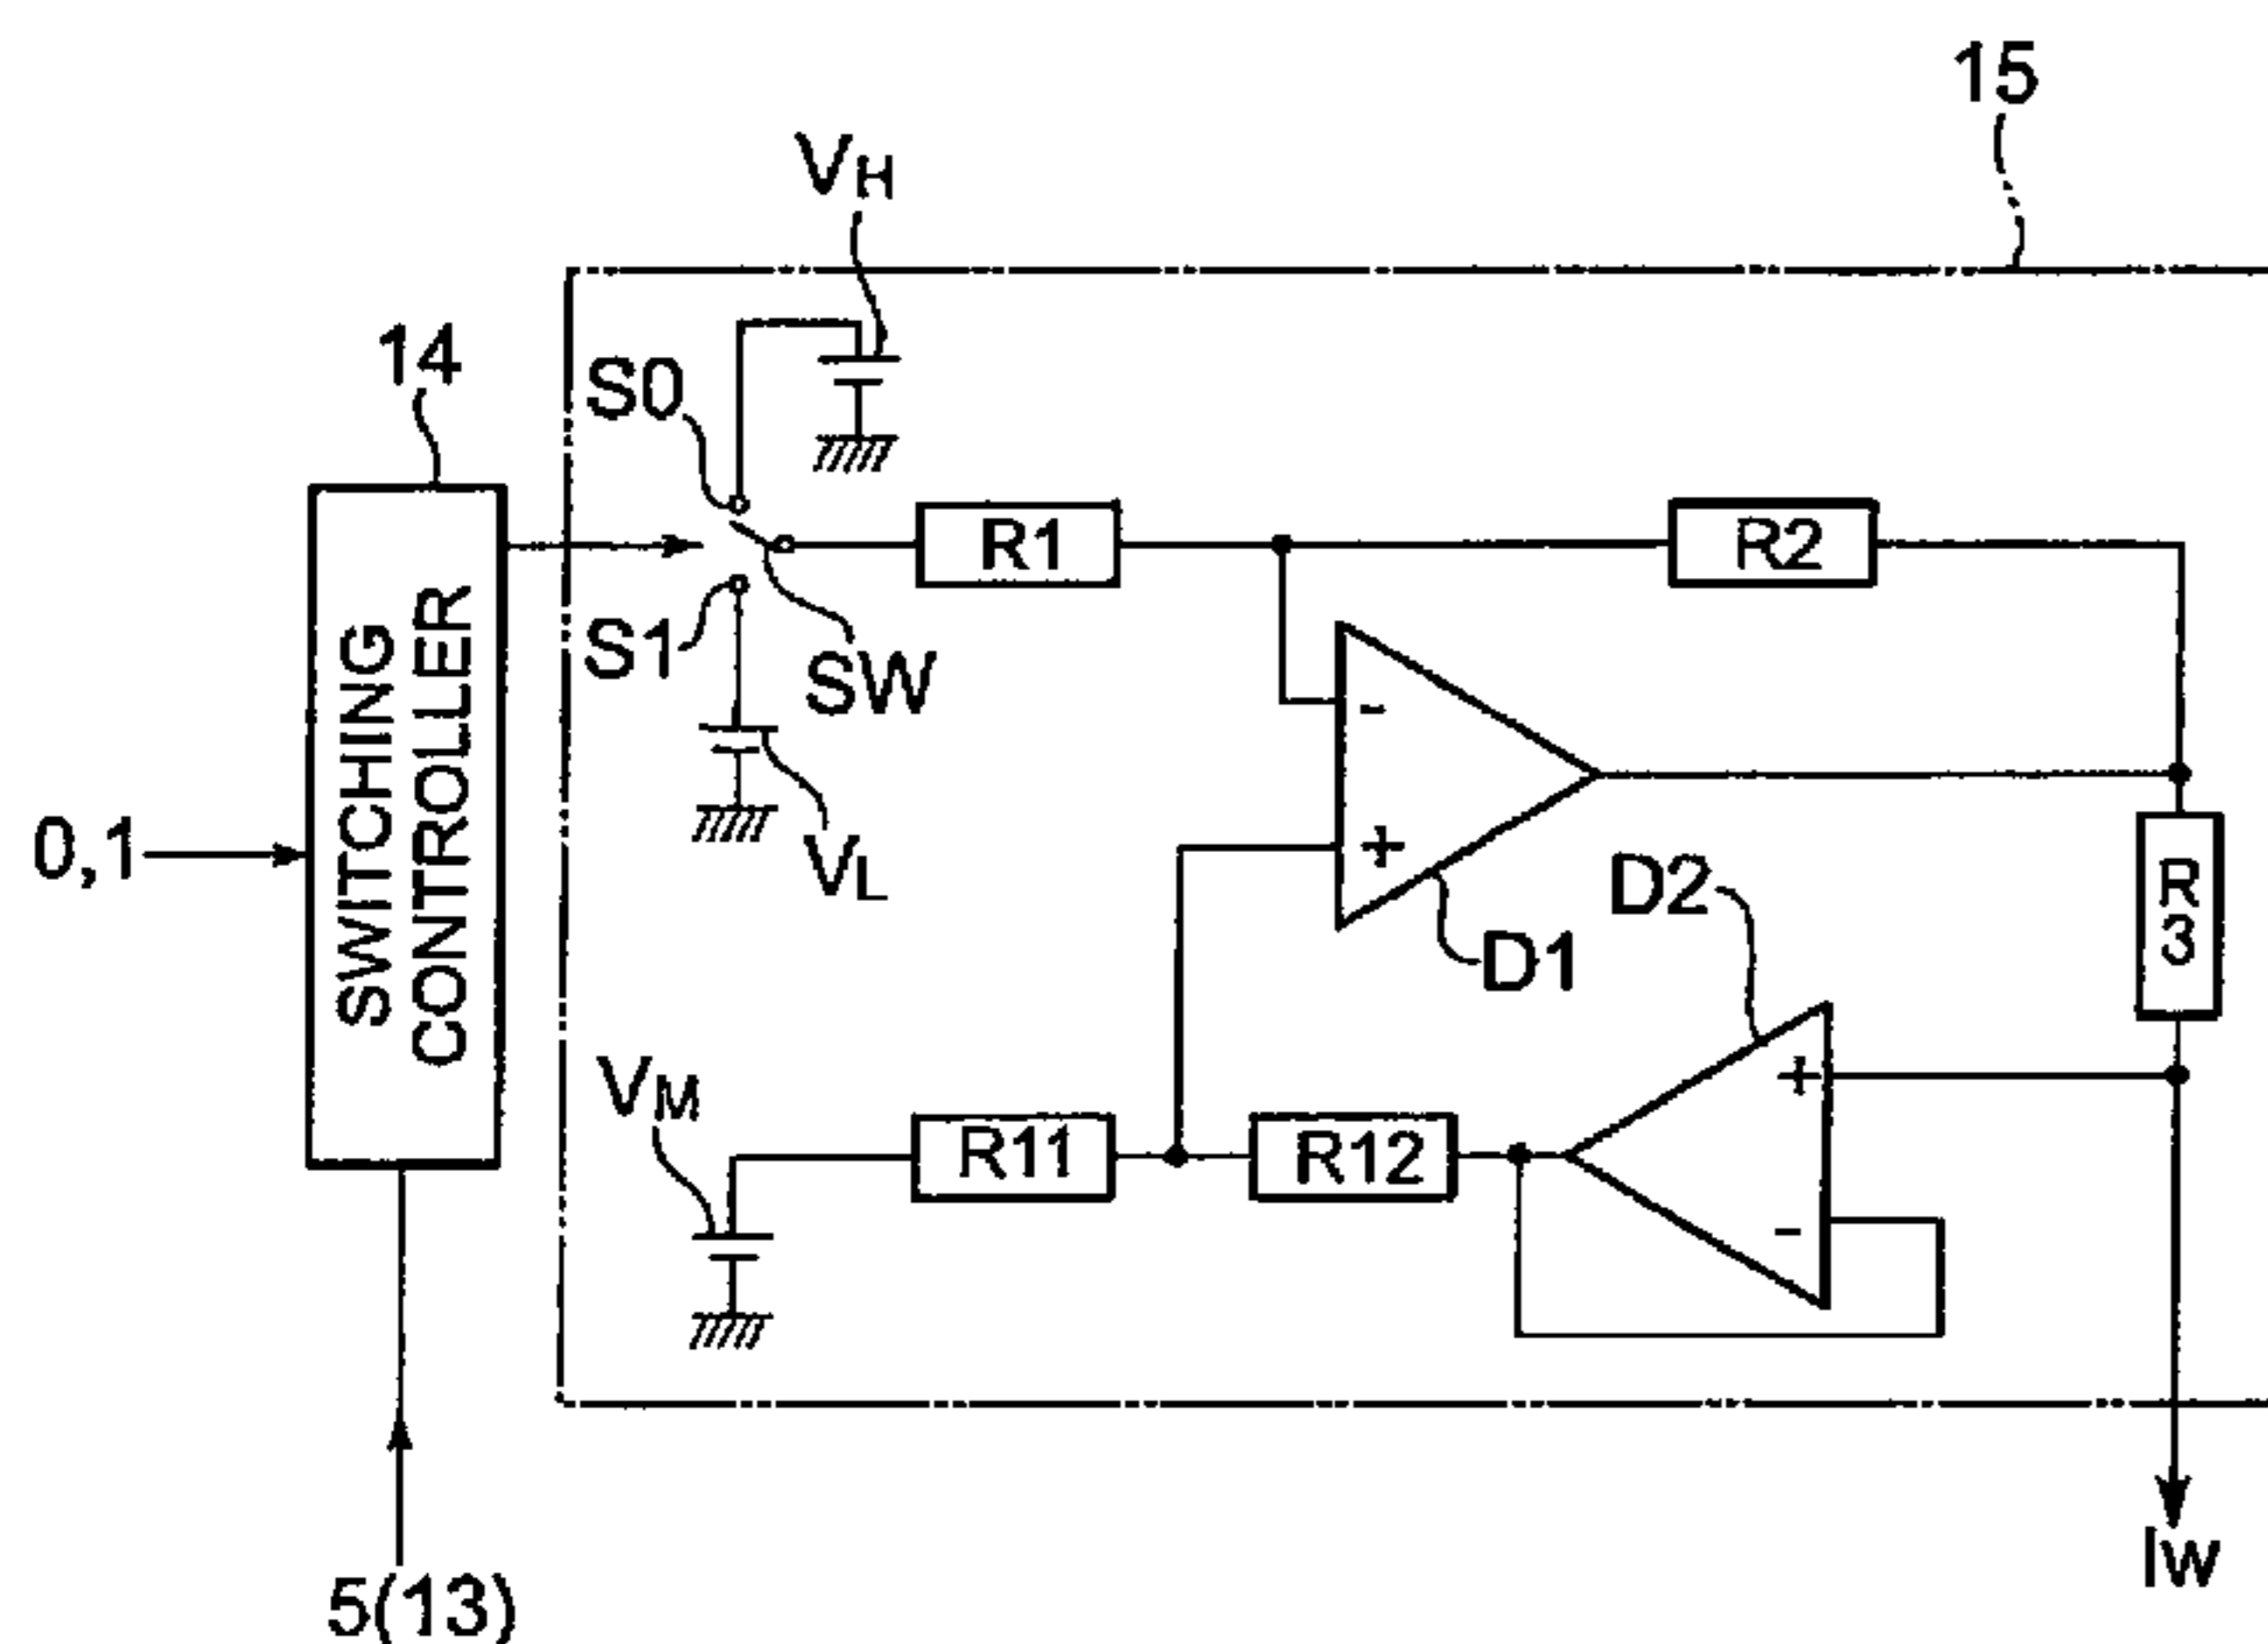 15
VH
14
S0
R1
R2
S1
SW
SWITCHING
CONTROLLER
-
0,1
VL
+
D2
R
3
D1
VM
+
R11
R12
-
5(13)
Iw